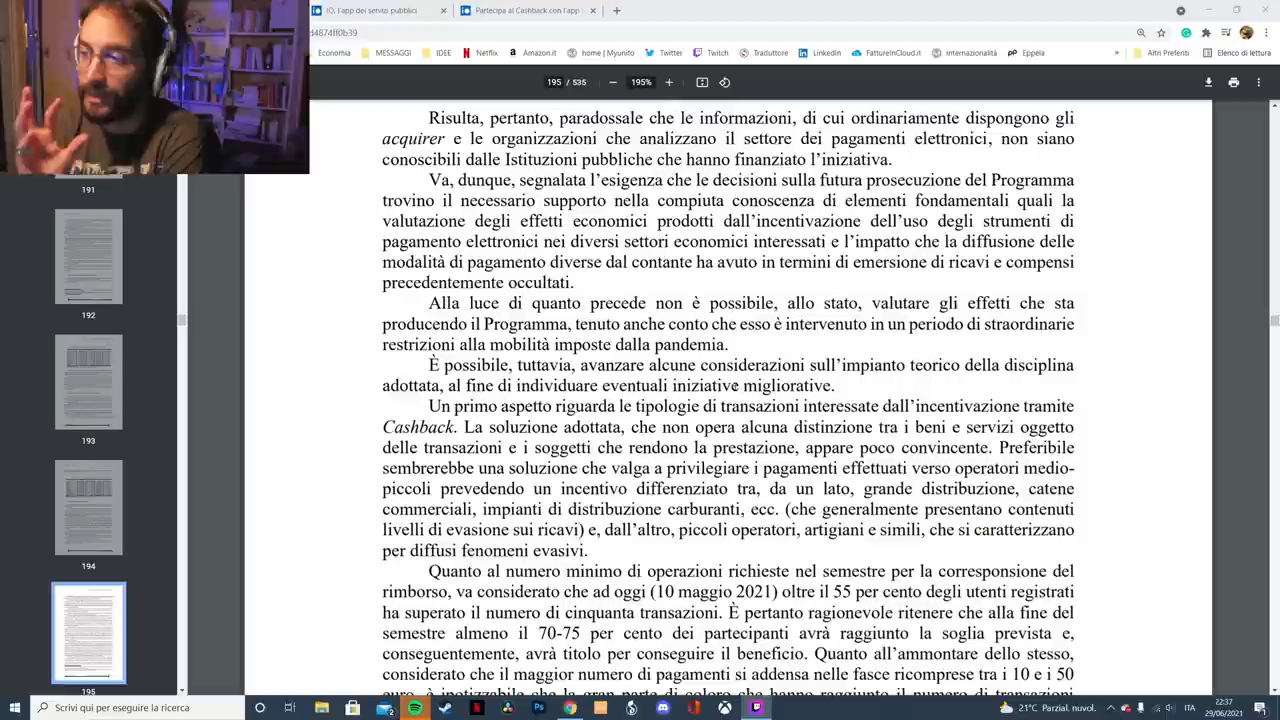 IO, l'app dei servizi pubblici
Partecipa al Cashback con l'app
d4874ff0b39
Economia MESSAGGI IDEE Netflix Amazon.it home | Myunito Twitter Twitch Traduttore LinkedIn FattureInCloud.it internazionalità Eppela Altri Preferiti Elenco di lettura
195 / 535 195%
Risulta, pertanto, paradossale che le informazioni, di cui ordinariamente dispongono gli
acquirer e le organizzazioni che analizzano il settore dei pagamenti elettronici, non siano
conoscibili dalle Istituzioni pubbliche che hanno finanziato l'iniziativa.
Va, dunque, segnalata l'esigenza che le decisioni sulla futura prosecuzione del Programma
trovino il necessario supporto nella compiuta conoscenza di elementi fondamentali quali la
valutazione degli effetti economici prodotti dall'incentivazione dell'uso degli strumenti di
pagamento elettronici nei diversi settori economici interessati e l'impatto che la diffusione delle
modalità di pagamento diverse dal contante ha avuto in termini di emersione di ricavi e compensi
precedentemente occultati.
Alla luce di quanto precede non è possibile, allo stato, valutare gli effetti che sta
producendo il Programma, tenuto anche conto che esso è intervenuto in un periodo di straordinarie
restrizioni alla mobilità imposte dalla pandemia.
È possibile, tuttavia, avanzare alcune considerazioni sull'impianto teorico della disciplina
adottata, al fine di individuare eventuali iniziative migliorative.
Un primo aspetto riguarda le tipologie di transazioni interessate dall'incentivazione tramite
Cashback. La soluzione adottata, che non opera alcuna distinzione tra i beni e servizi oggetto
delle transazioni e i soggetti che rendono la prestazione, appare poco convincente. Preferibile
sembrerebbe una soluzione che valga a privilegiare i pagamenti effettuati verso operatori medio-
piccoli prevedendo un incentivo differenziato tra, da un lato, grande distribuzione, catene
commerciali, impianti di distribuzione carburanti, ecc. (che generalmente presentano contenuti
livelli di evasione dei ricavi) e, dall'altro, piccoli operatori, artigiani e simili, che si caratterizzano
per diffusi fenomeni evasivi.
Quanto al numero minimo di operazioni richieste nel semestre per la corresponsione del
rimborso, va considerato che ad oggi (10 maggio 2021) oltre il 55 per cento degli utenti registrati
ha superato il numero di cinquanta transazioni. È perciò ragionevole ritenere che alla fine del
semestre almeno il 70-75 per cento dei partecipanti avrà raggiunto la soglia prevista e,
conseguentemente avrà titolo per conseguire il beneficio. Quanto all'ammontare dello stesso,
considerato che il maggior numero di pagamenti si addensa nelle fasce ricomprese tra i 10 e i 50
191
192
193
194
195
Scrivi qui per eseguire la ricerca
21°C Parzial. nuvol. ITA
22:37
29/06/2021